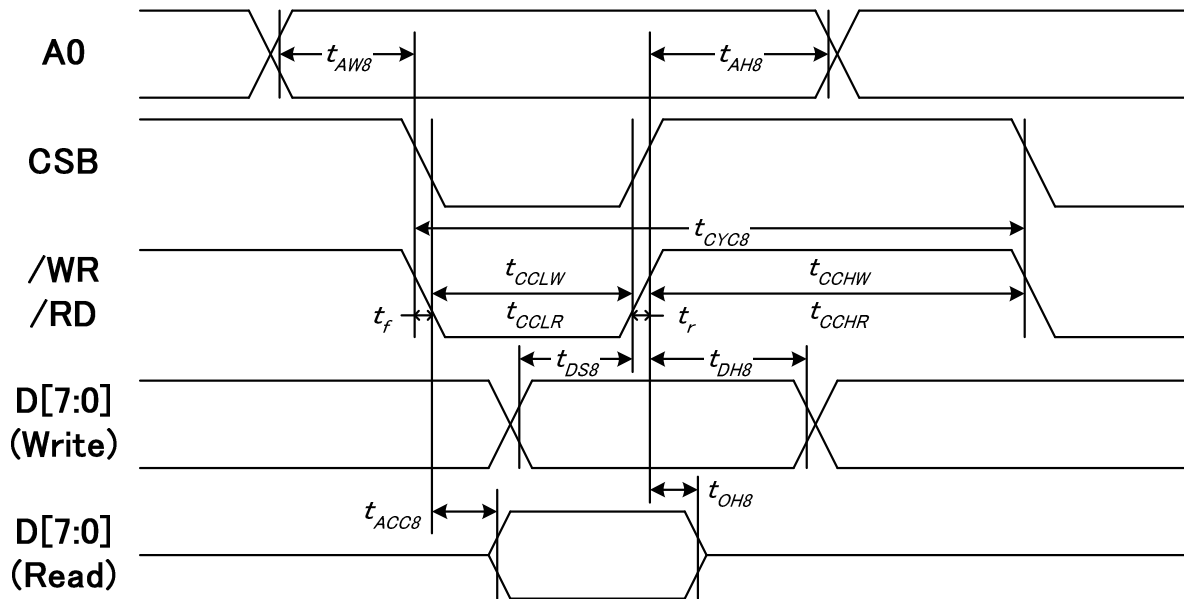 A0
t_AW8
t_AH8
CSB
t_CYC8
/WR
/RD
t_CCLW
t_CCHW
t_f
t_CCLR
t_r
t_CCHR
t_DS8
t_DH8
D[7:0]
(Write)
t_OH8
t_ACC8
D[7:0]
(Read)